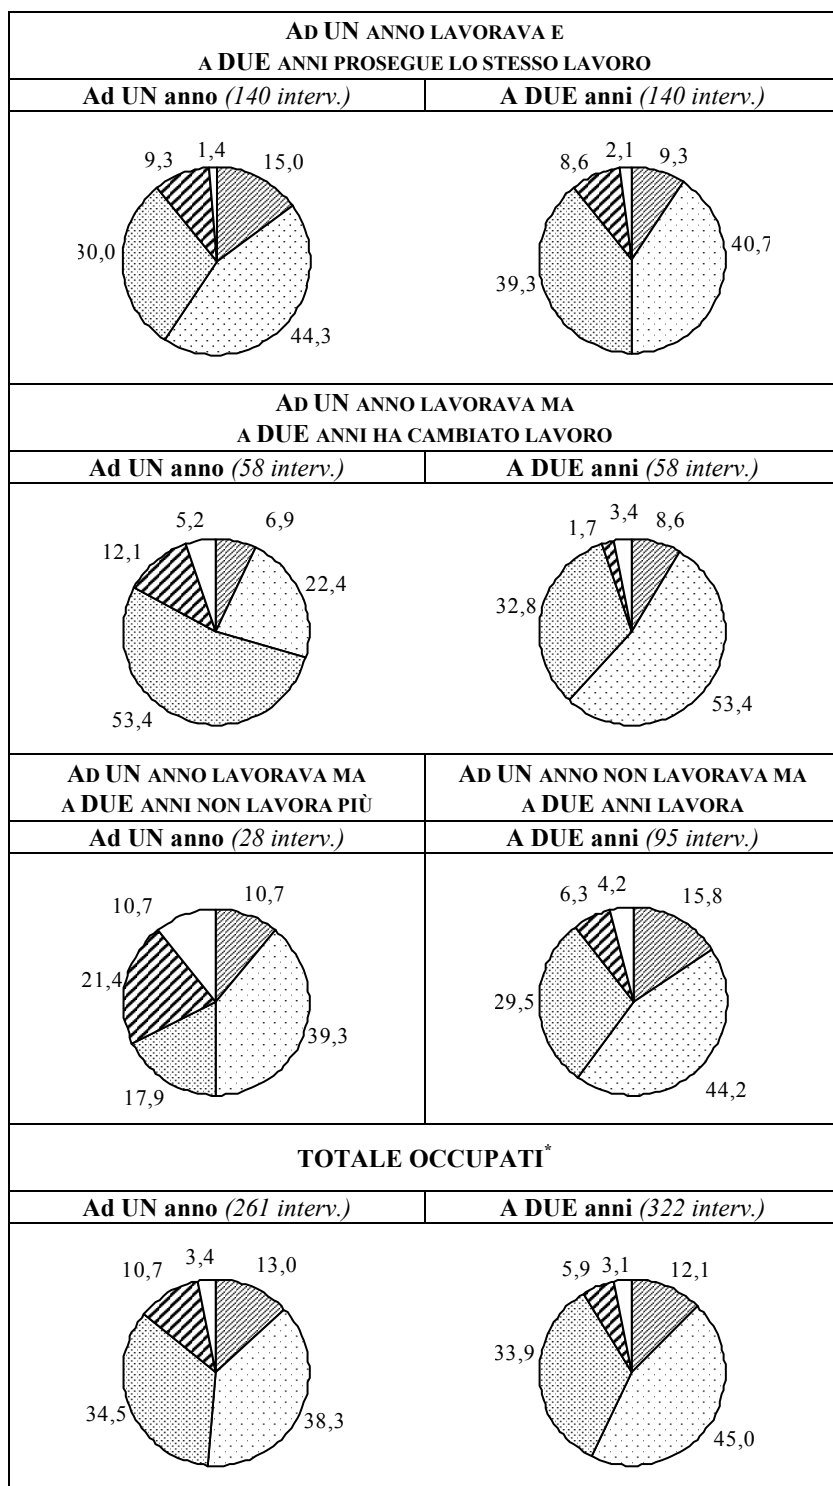 AD UN ANNO LAVORAVA E
A DUE ANNI PROSEGUE LO STESSO LAVORO
Ad UN anno (140 interv.)
A DUE anni (140 interv.)
9,3
1,4
15,0
30,0
44,3
8,6
2,1
9,3
40,7
39,3
AD UN ANNO LAVORAVA MA
A DUE ANNI HA CAMBIATO LAVORO
Ad UN anno (58 interv.)
A DUE anni (58 interv.)
5,2
6,9
12,1
22,4
53,4
1,7
3,4
8,6
32,8
53,4
AD UN ANNO LAVORAVA MA
A DUE ANNI NON LAVORA PIÙ
AD UN ANNO NON LAVORAVA MA
A DUE ANNI LAVORA
Ad UN anno (28 interv.)
A DUE anni (95 interv.)
10,7
10,7
21,4
39,3
17,9
6,3
4,2
15,8
29,5
44,2
TOTALE OCCUPATI*
Ad UN anno (261 interv.)
A DUE anni (322 interv.)
10,7
3,4
13,0
34,5
38,3
5,9
3,1
12,1
33,9
45,0